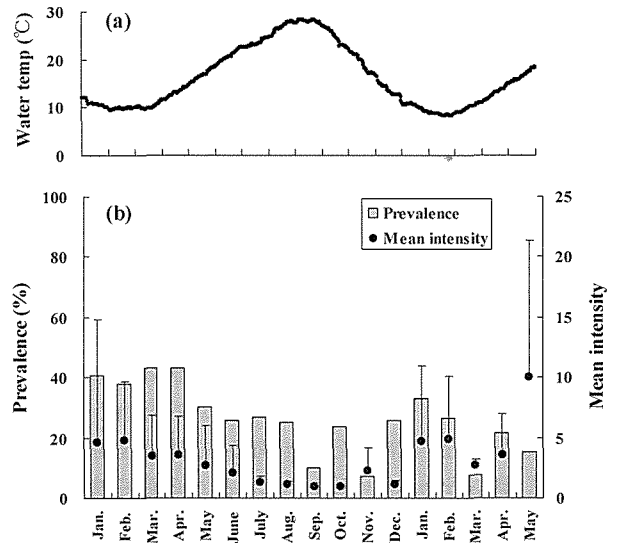 (a)
Water temp (℃)
30
20
10
0
(b)
Prevalence (%)
100
80
60
40
20
0
Prevalence
Mean intensity
25
20
15
10
5
0
Mean intensity
Jan.
Feb.
Mar.
Apr.
May
June
July
Aug.
Sep.
Oct.
Nov.
Dec.
Jan.
Feb.
Mar.
Apr.
May